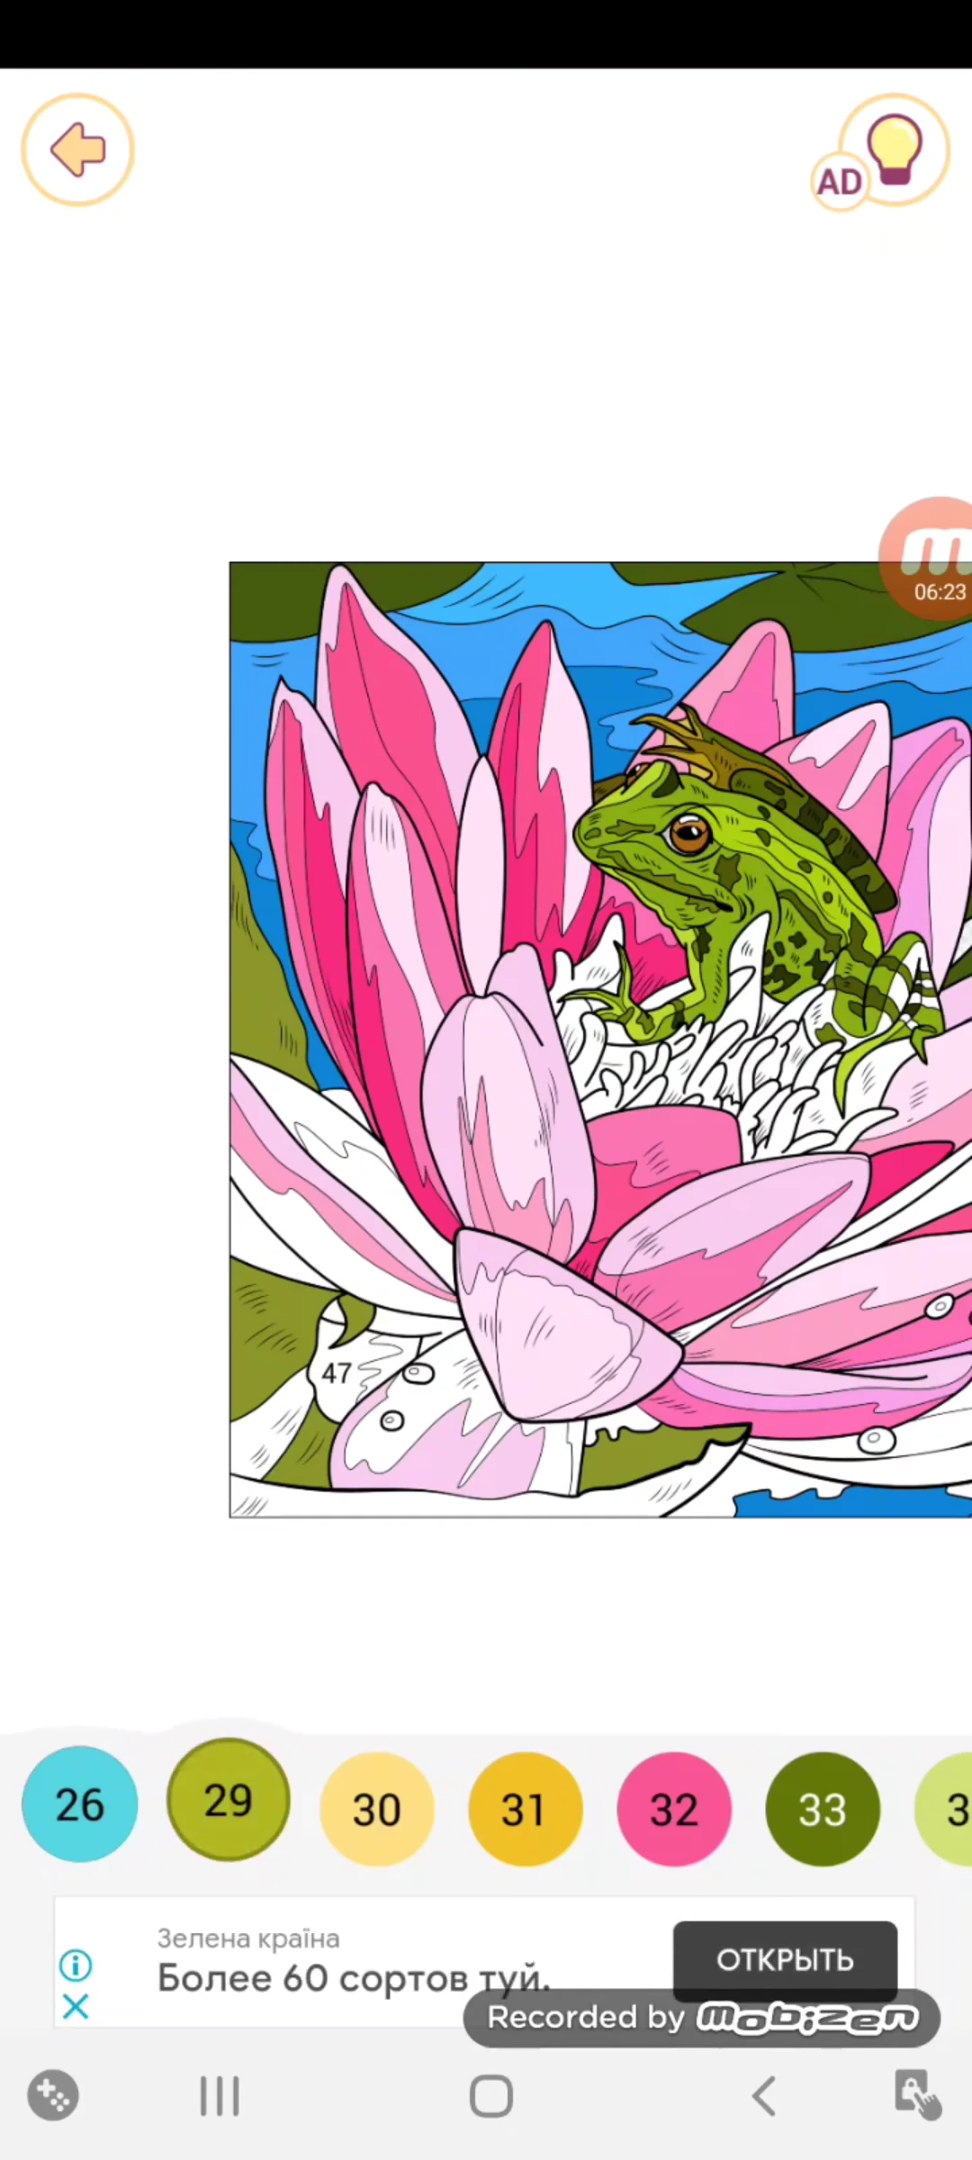 AD
06:23
47
26 29 30 31 32 33 3
Зелена країна
Более 60 сортов туй.
ОТКРЫТЬ
Recorded by mobizen